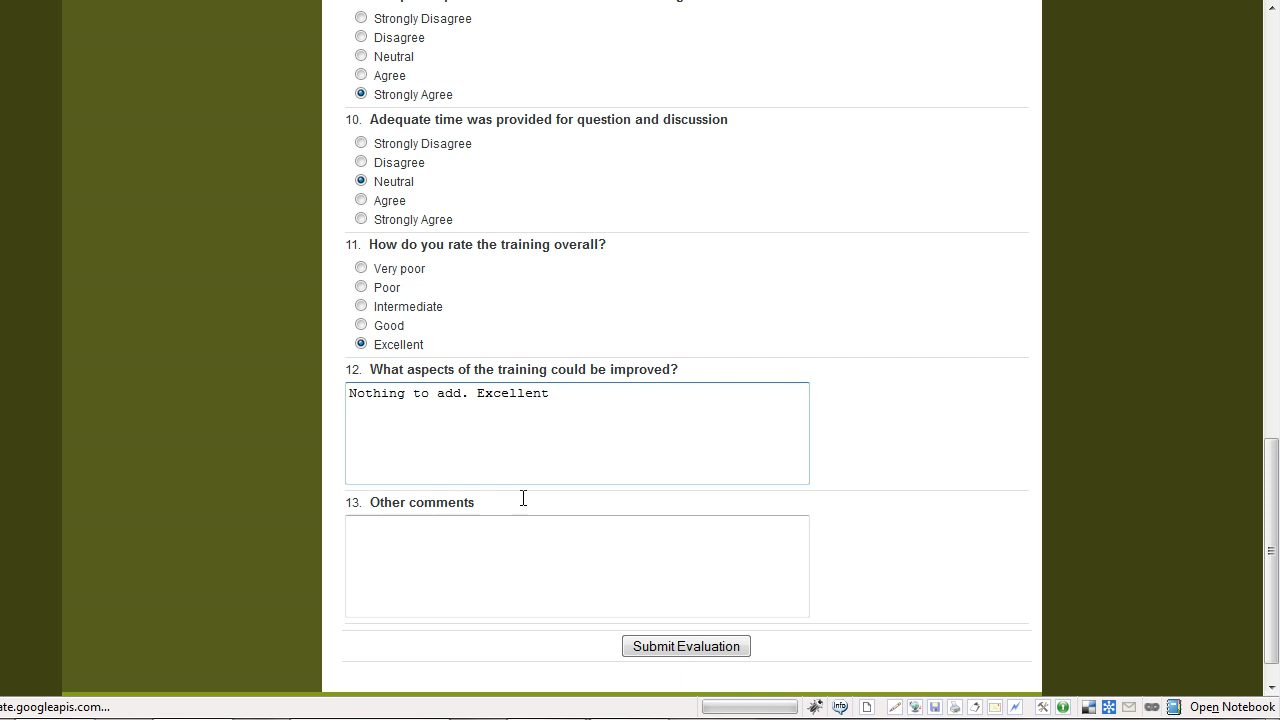 Strongly Disagree
Disagree
Neutral
Agree
Strongly Agree
10. Adequate time was provided for question and discussion
Strongly Disagree
Disagree
Neutral
Agree
Strongly Agree
11. How do you rate the training overall?
Very poor
Poor
Intermediate
Good
Excellent
12. What aspects of the training could be improved?
Nothing to add. Excellent
13. Other comments
Submit Evaluation
ate.googleapis.com...
Open Notebook